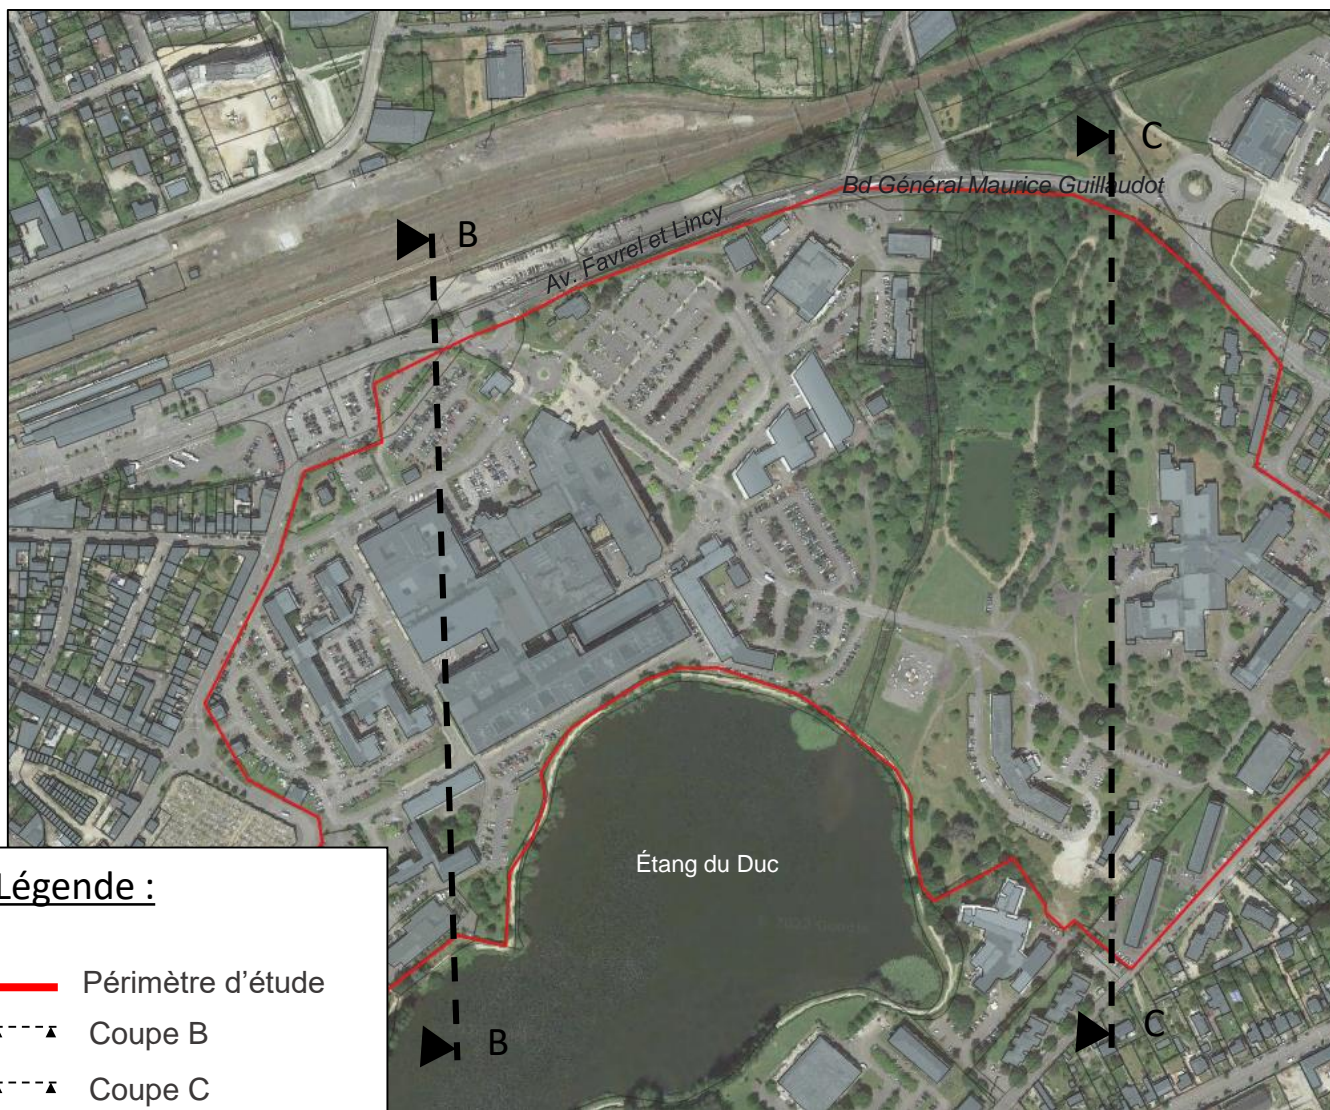 C
Bd Général Maurice Guillaudot
B
Av. Favrel et Lincy
Étang du Duc
Légende :
Périmètre d'étude
Coupe B
Coupe C
B
C